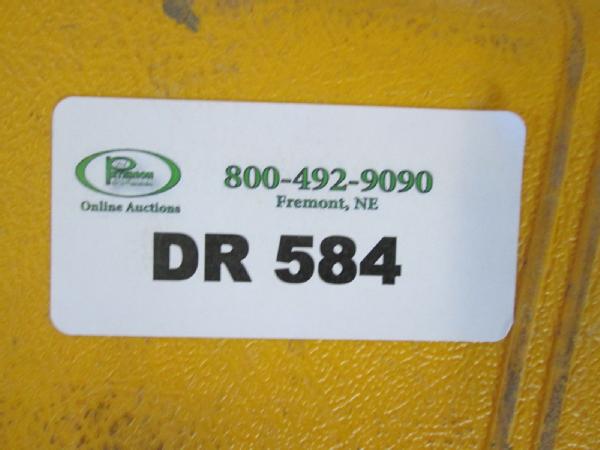 800-492-9090
Fremont, NE
Online Auctions
DR 584